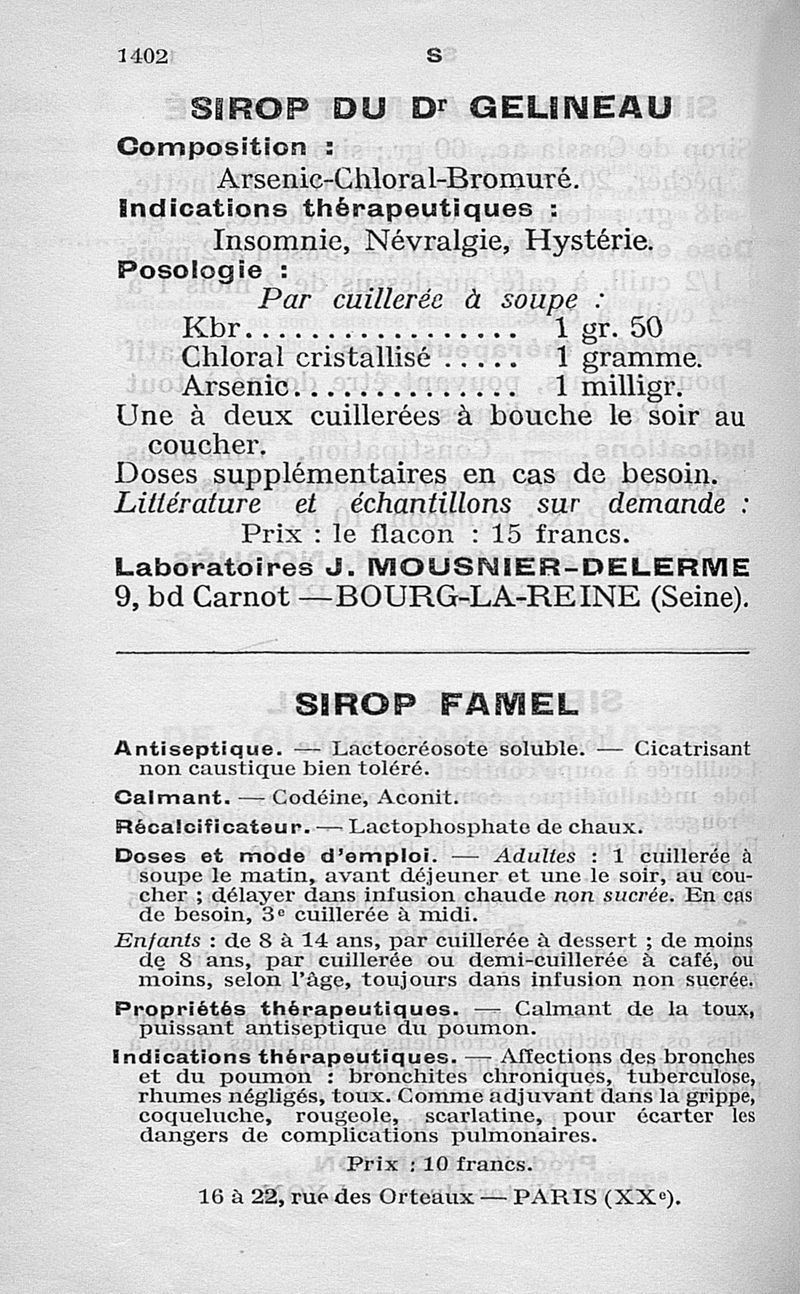 1402 S
SIROP DU Dr GELINEAU
Composition :
Arsenic-Chloral-Bromuré.
Indications thérapeutiques :
Insomnie, Névralgie, Hystérie.
Posologie :
Par cuillerée à soupe :
Kbr................. 1 gr. 50
Chloral cristallisé ..... 1 gramme.
Arsenic.............. 1 milligr.
Une à deux cuillerées à bouche le soir au
coucher.
Doses supplémentaires en cas de besoin.
Littérature et échantillons sur demande :
Prix : le flacon : 15 francs.
Laboratoires J. MOUSNIER-DELERME
9, bd Carnot — BOURG-LA-REINE (Seine).
SIROP FAMEL
Antiseptique. — Lactocréosote soluble. — Cicatrisant
non caustique bien toléré.
Calmant. — Codéine, Aconit.
Récalcificateur. — Lactophosphate de chaux.
Doses et mode d'emploi. — Adultes : 1 cuillerée à
soupe le matin, avant déjeuner et une le soir, au cou-
cher ; délayer dans infusion chaude non sucrée. En cas
de besoin, 3e cuillerée à midi.
Enfants : de 8 à 14 ans, par cuillerée à dessert ; de moins
de 8 ans, par cuillerée ou demi-cuillerée à café, ou
moins, selon l'âge, toujours dans infusion non sucrée.
Propriétés thérapeutiques. — Calmant de la toux,
puissant antiseptique du poumon.
Indications thérapeutiques. — Affections des bronches
et du poumon : bronchites chroniques, tuberculose,
rhumes négligés, toux. Comme adjuvant dans la grippe,
coqueluche, rougeole, scarlatine, pour écarter les
dangers de complications pulmonaires.
Prix : 10 francs.
16 à 22, rue des Orteaux — PARIS (XXe).